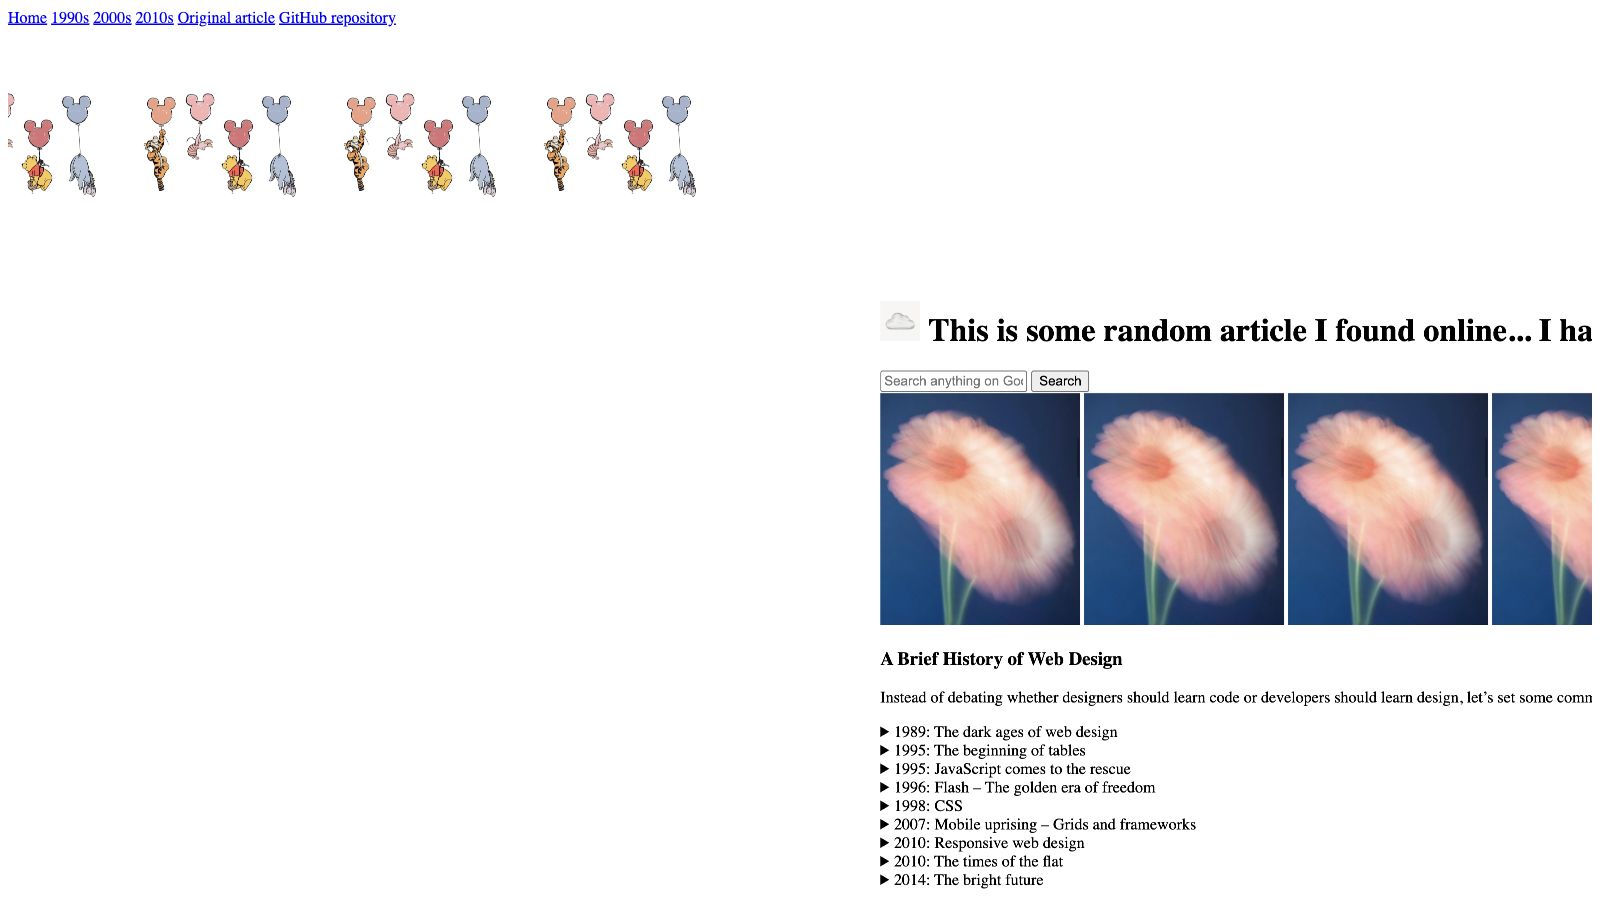 Home 1990s 2000s 2010s Original article GitHub repository
This is some random article I found online... I ha
Search anything on Goo Search
A Brief History of Web Design
Instead of debating whether designers should learn code or developers should learn design, let’s set some comm
▶ 1989: The dark ages of web design
▶ 1995: The beginning of tables
▶ 1995: JavaScript comes to the rescue
▶ 1996: Flash – The golden era of freedom
▶ 1998: CSS
▶ 2007: Mobile uprising – Grids and frameworks
▶ 2010: Responsive web design
▶ 2010: The times of the flat
▶ 2014: The bright future